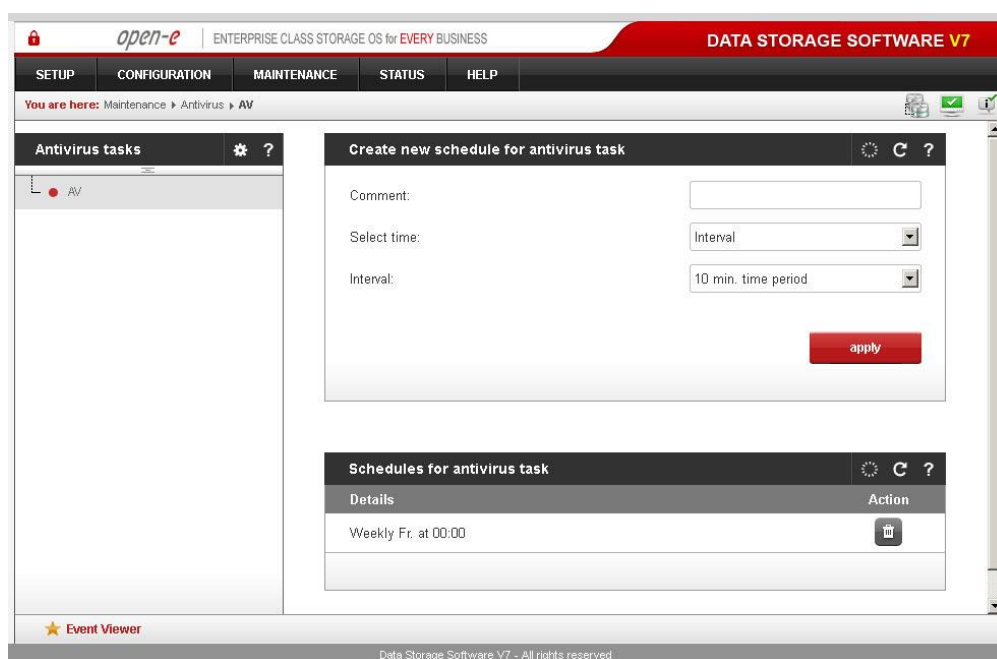 open-e ENTERPRISE CLASS STORAGE OS for EVERY BUSINESS DATA STORAGE SOFTWARE V7
SETUP CONFIGURATION MAINTENANCE STATUS HELP
You are here: Maintenance Antivirus AV
Antivirus tasks ?
AV
Create new schedule for antivirus task ?
Comment:
Select time: Interval
Interval: 10 min. time period
apply
Schedules for antivirus task ?
Details Action
Weekly Fr. at 00:00
Event Viewer
Data Storage Software V7 - All rights reserved